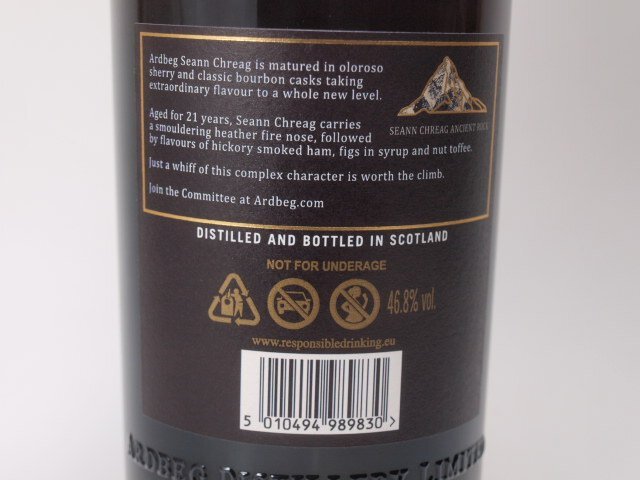 Ardbeg Seann Chreag is matured in oloroso
sherry and classic bourbon casks taking
extraordinary flavour to a whole new level.
Aged for 21 years, Seann Chreag carries
a smouldering heather fire nose, followed
by flavours of hickory smoked ham, figs in syrup and nut toffee.
Just a whiff of this complex character is worth the climb.
Join the Committee at Ardbeg.com
SEANN CHREAG ANCIENT ROCK
DISTILLED AND BOTTLED IN SCOTLAND
NOT FOR UNDERAGE
46.8% vol.
www.responsibledrinking.eu
5 010494 989830 >
ARDBEG DISTILLERY LIMITED